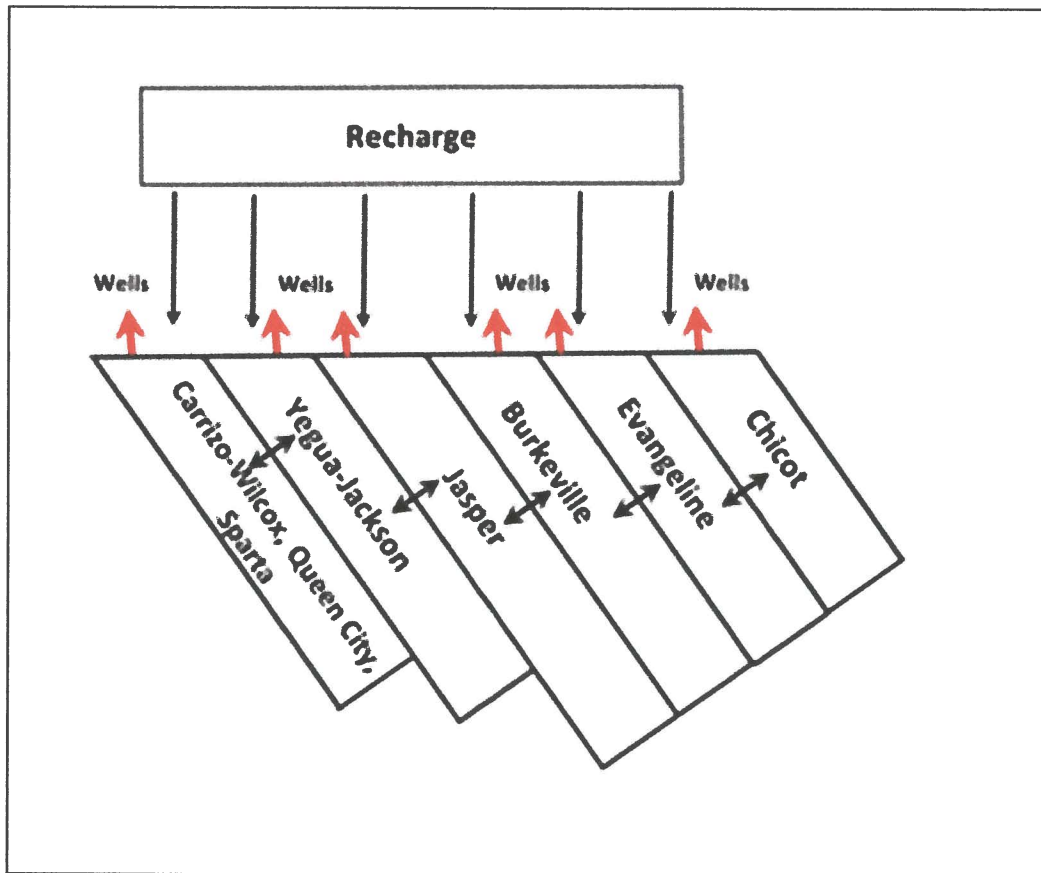 Recharge
Wells
Wells
Wells
Wells
Carrizo-Wilcox, Queen City,
Sparta
Yegua-Jackson
Jasper
Burkeville
Evangeline
Chicot